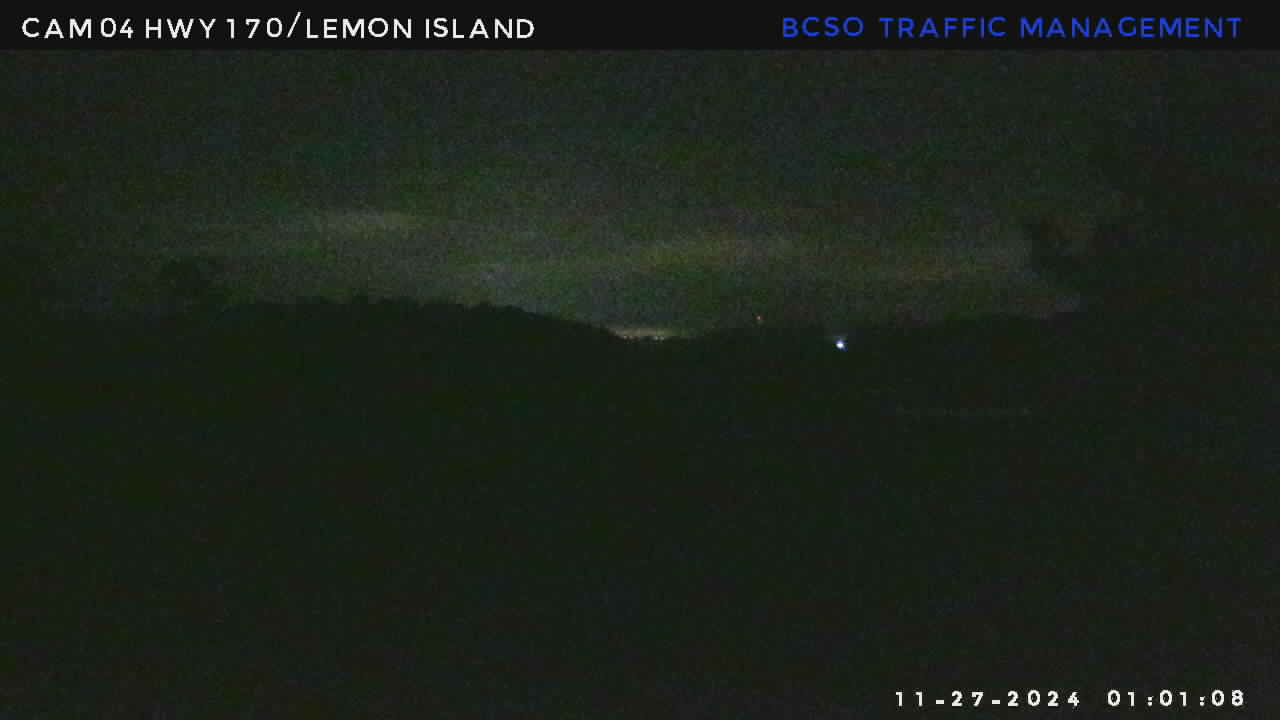 CAM04 HWY 170/LEMON ISLAND
BCSO TRAFFIC MANAGEMENT
11-27-2024 01:01:08